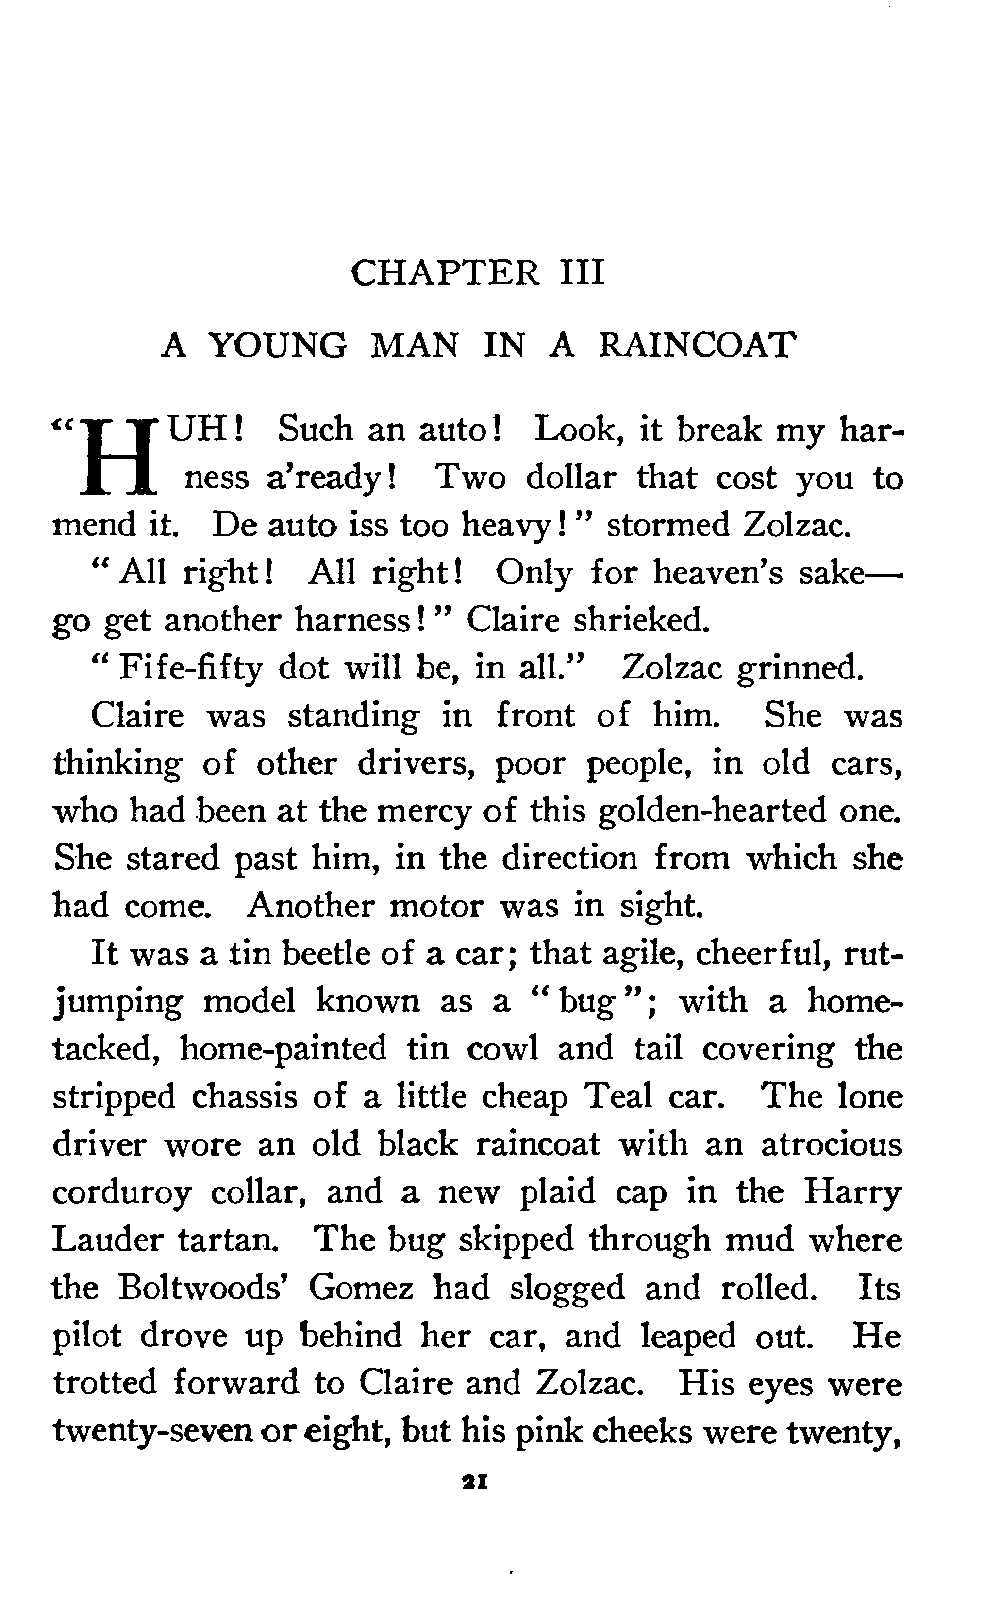 CHAPTER III
A YOUNG MAN IN A RAINCOAT
“HUH! Such an auto! Look, it break my har-
ness a’ready! Two dollar that cost you to
mend it. De auto iss too heavy!” stormed Zolzac.
“All right! All right! Only for heaven’s sake—
go get another harness!” Claire shrieked.
“Fife-fifty dot will be, in all.” Zolzac grinned.
Claire was standing in front of him. She was
thinking of other drivers, poor people, in old cars,
who had been at the mercy of this golden-hearted one.
She stared past him, in the direction from which she
had come. Another motor was in sight.
It was a tin beetle of a car; that agile, cheerful, rut-
jumping model known as a “bug”; with a home-
tacked, home-painted tin cowl and tail covering the
stripped chassis of a little cheap Teal car. The lone
driver wore an old black raincoat with an atrocious
corduroy collar, and a new plaid cap in the Harry
Lauder tartan. The bug skipped through mud where
the Boltwoods’ Gomez had slogged and rolled. Its
pilot drove up behind her car, and leaped out. He
trotted forward to Claire and Zolzac. His eyes were
twenty-seven or eight, but his pink cheeks were twenty,
21